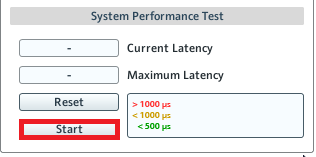 System Performance Test
- Current Latency
- Maximum Latency
Reset
Start
> 1000 µs
< 1000 µs
< 500 µs